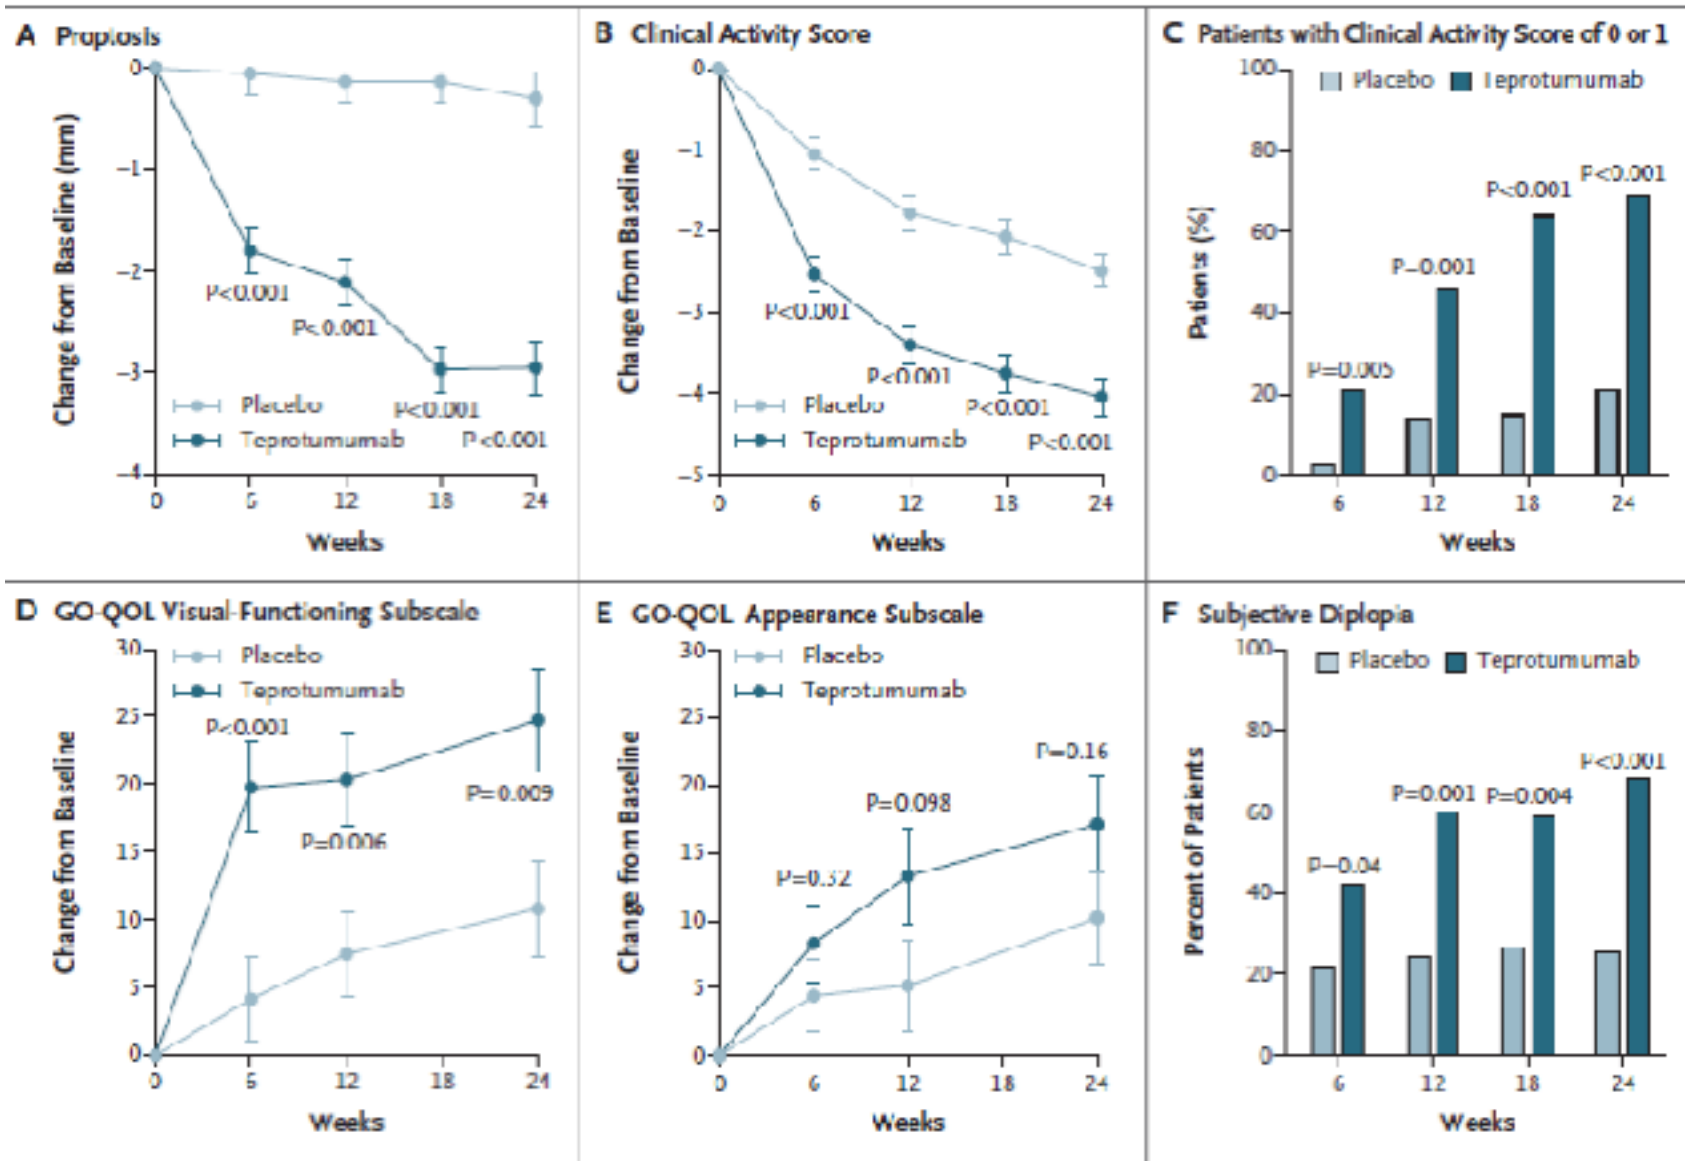 A Proptosis
Change from Baseline (mm)
0
−1
−2
−3
−4
P<0.001
P<0.001
P<0.001
P<0.001
Placebo
Teprotumumab
0 6 12 18 24
Weeks
B Clinical Activity Score
Change from Baseline
0
−1
−2
−3
−4
−5
P<0.001
P<0.001
P<0.001
P<0.001
Placebo
Teprotumumab
0 6 12 18 24
Weeks
C Patients with Clinical Activity Score of 0 or 1
Placebo Teprotumumab
Patients (%)
100
80
60
40
20
0
P=0.005
P=0.001
P<0.001
P<0.001
6 12 18 24
Weeks
D GO-QOL Visual-Functioning Subscale
Placebo
Teprotumumab
Change from Baseline
30
25
20
15
10
5
0
P<0.001
P=0.006
P=0.009
0 6 12 18 24
Weeks
E GO-QOL Appearance Subscale
Placebo
Teprotumumab
Change from Baseline
30
25
20
15
10
5
0
P=0.32
P=0.098
P=0.16
0 6 12 18 24
Weeks
F Subjective Diplopia
Placebo Teprotumumab
Percent of Patients
100
80
60
40
20
0
P=0.04
P=0.001
P=0.004
P<0.001
6 12 18 24
Weeks